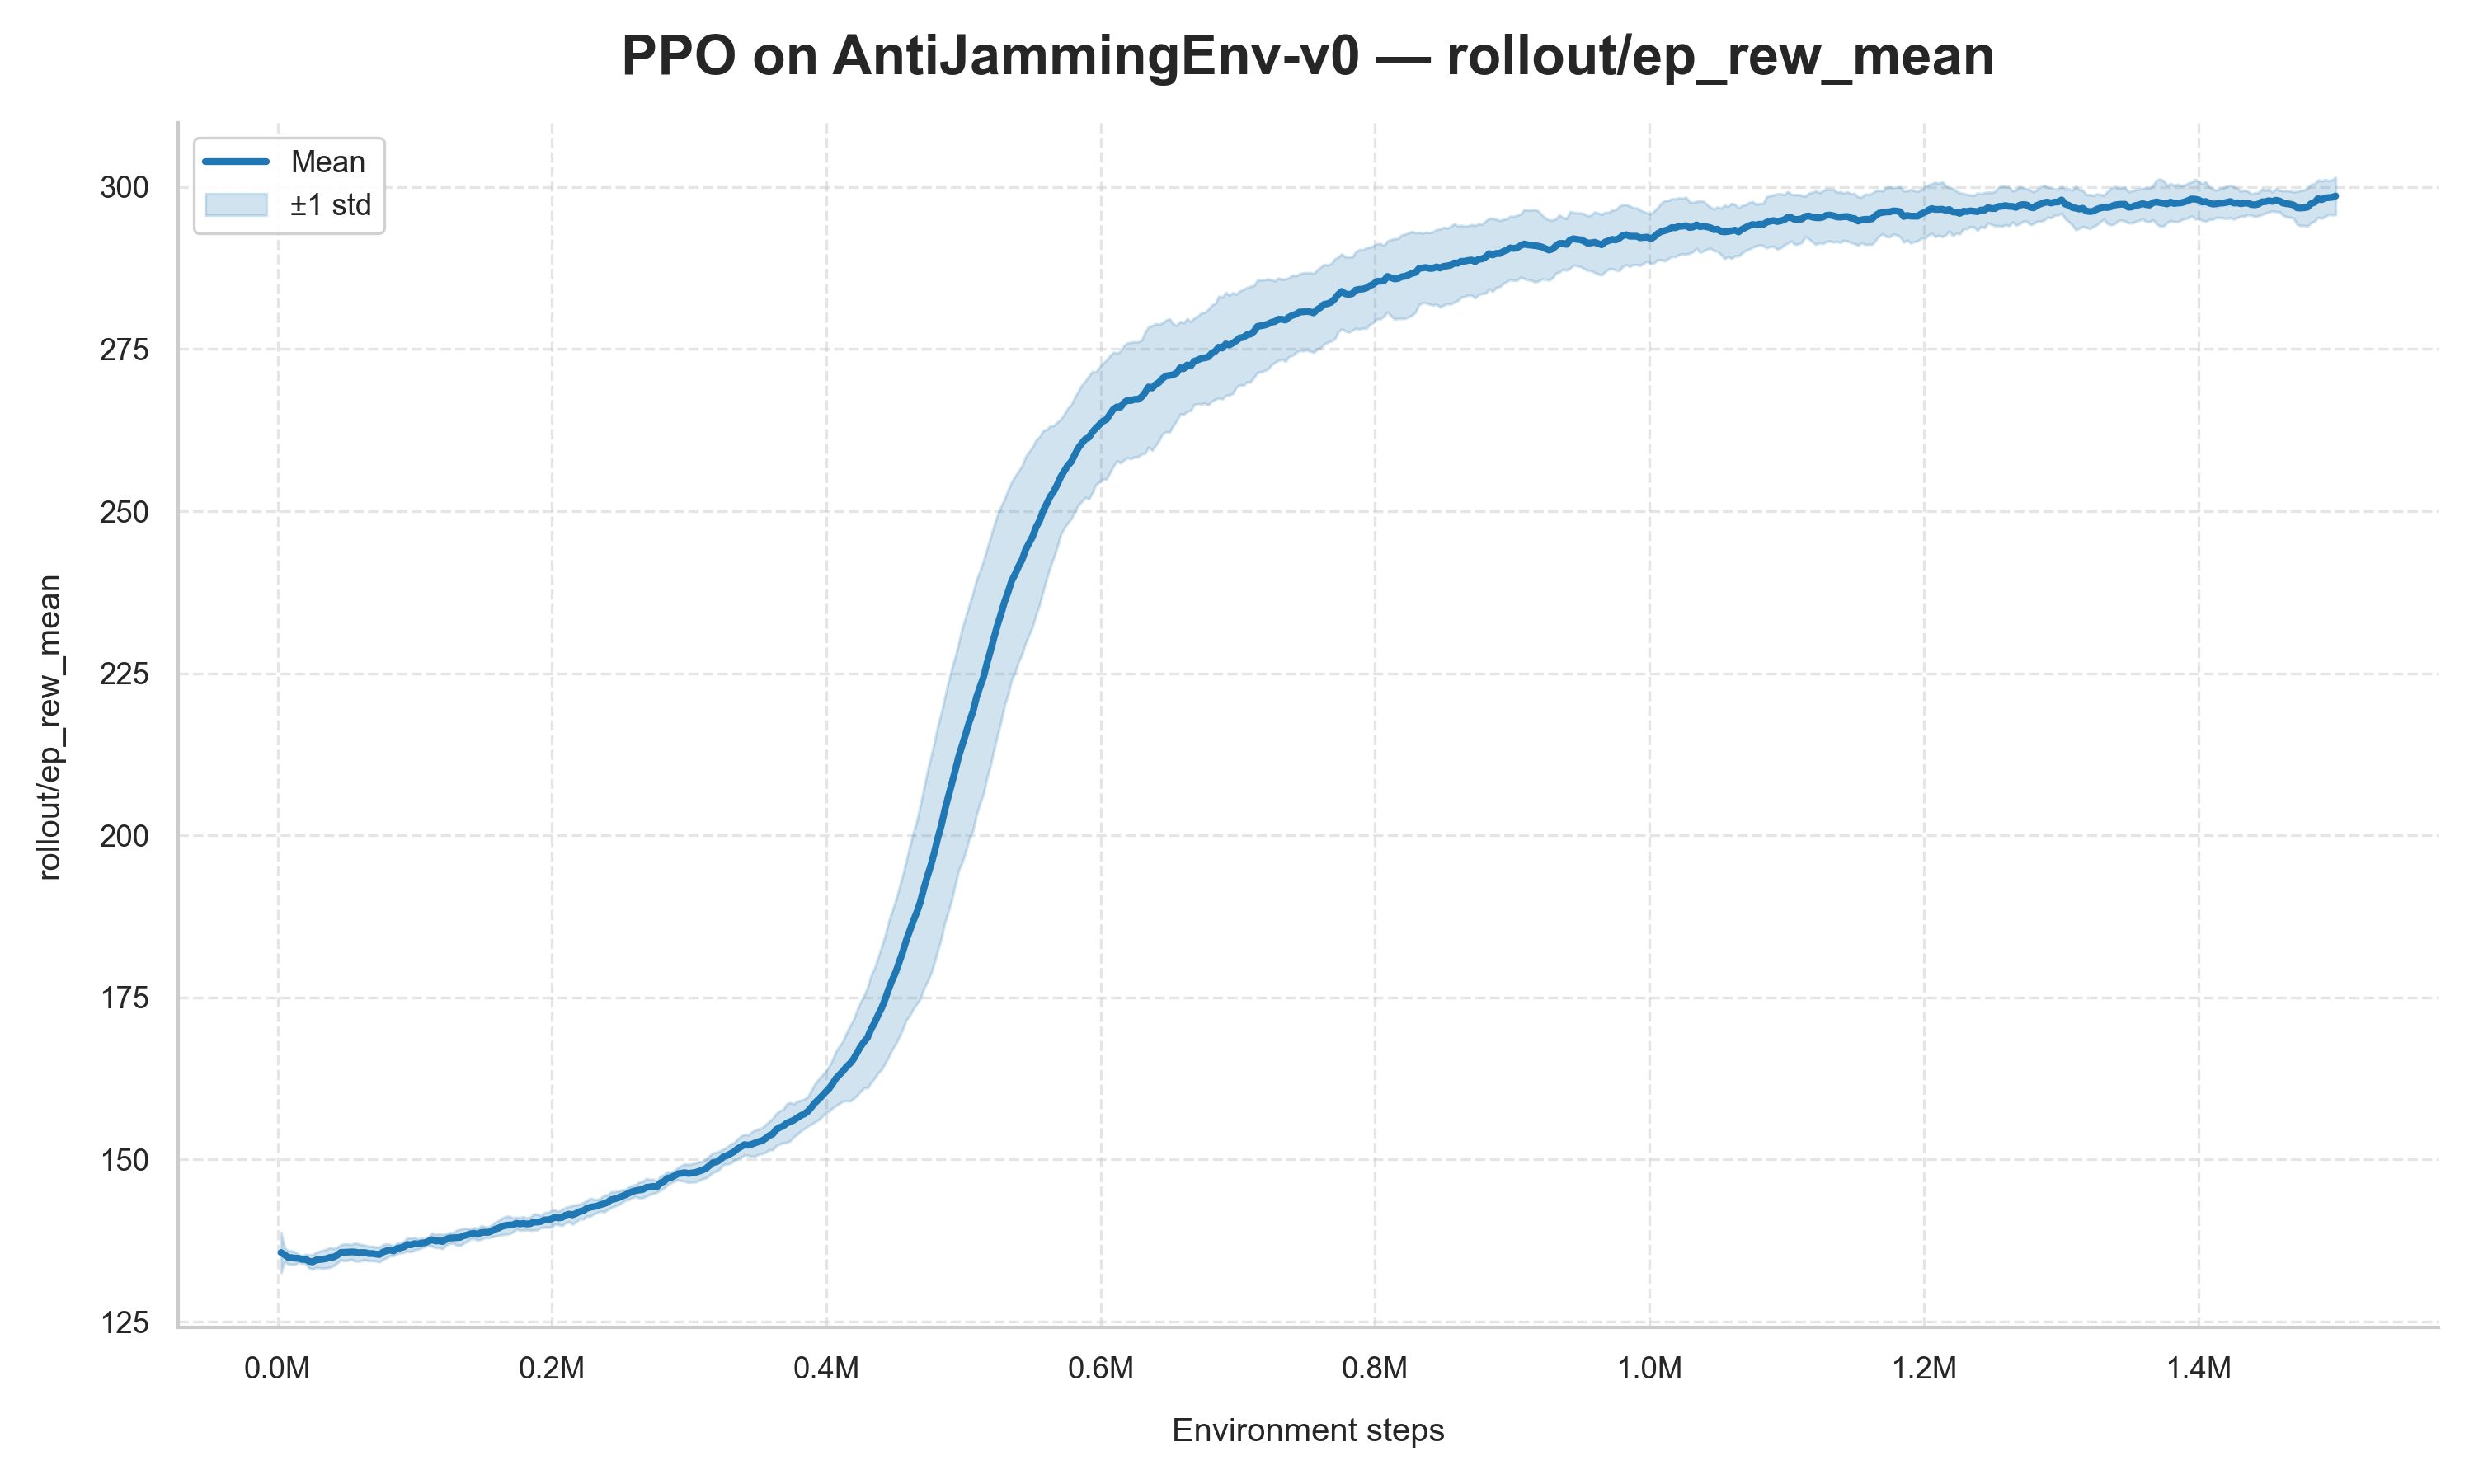 PPO on AntiJammingEnv-v0 — rollout/ep_rew_mean
Mean
±1 std
rollout/ep_rew_mean
300
275
250
225
200
175
150
125
0.0M 0.2M 0.4M 0.6M 0.8M 1.0M 1.2M 1.4M
Environment steps